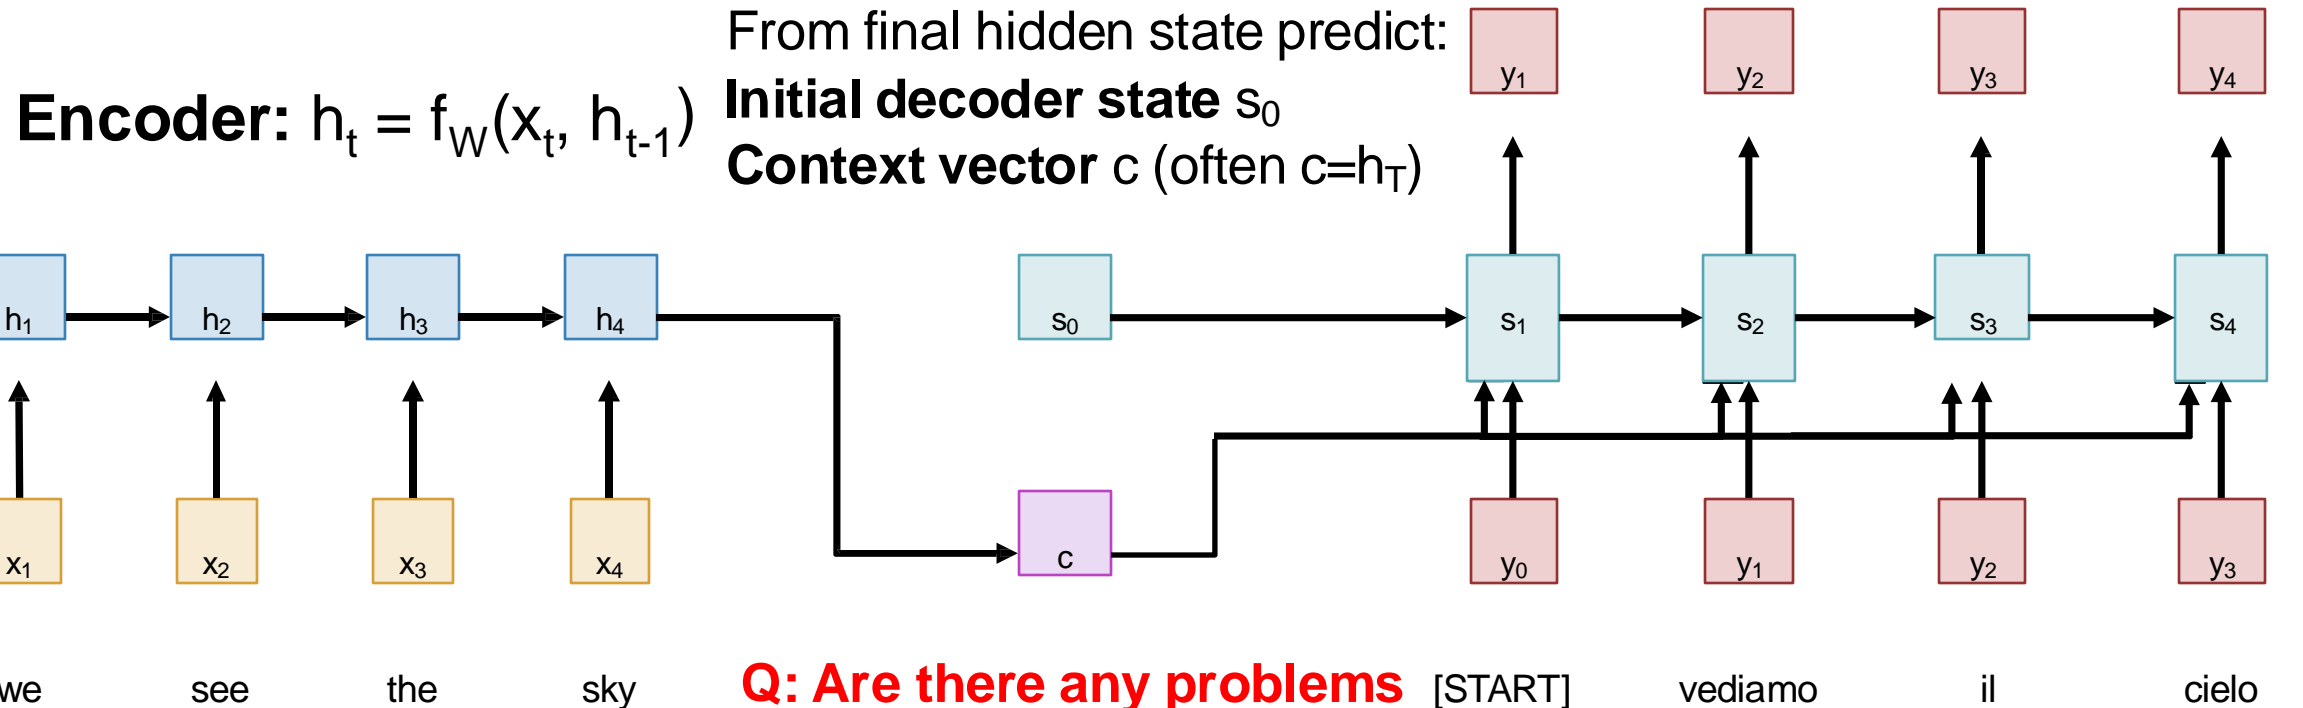 From final hidden state predict:
Encoder: hₜ = f_W(xₜ, hₜ₋₁)
Initial decoder state s₀
Context vector c (often c=h_T)
y₁ y₂ y₃ y₄
h₁ h₂ h₃ h₄ s₀ s₁ s₂ s₃ s₄
x₁ x₂ x₃ x₄ c y₀ y₁ y₂ y₃
we see the sky
Q: Are there any problems
[START] vediamo il cielo